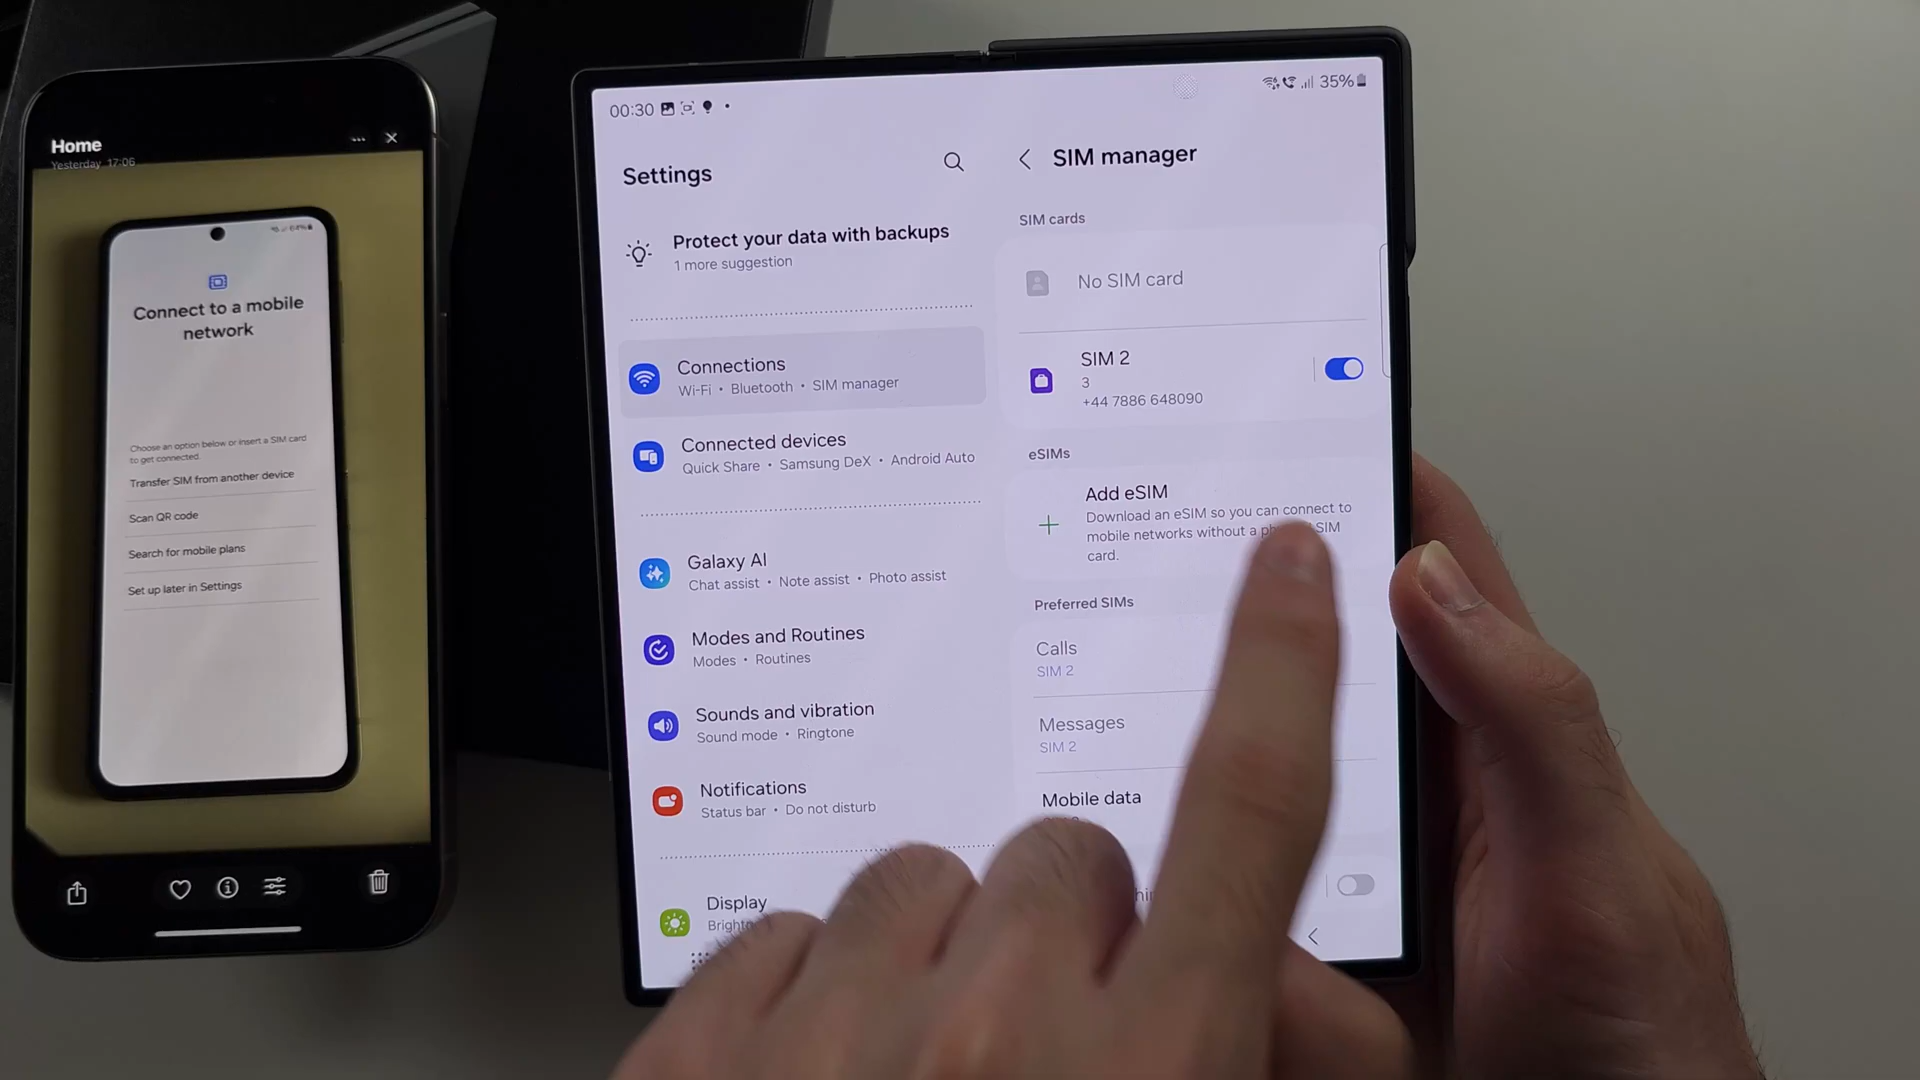 Home
Yesterday 17:06
64%
Connect to a mobile
network
Choose an option below or insert a SIM card
to get connected.
Transfer SIM from another device
Scan QR code
Search for mobile plans
Set up later in Settings
00:30
35%
Settings
Protect your data with backups
1 more suggestion
Connections
Wi-Fi • Bluetooth • SIM manager
Connected devices
Quick Share • Samsung DeX • Android Auto
Galaxy AI
Chat assist • Note assist • Photo assist
Modes and Routines
Modes • Routines
Sounds and vibration
Sound mode • Ringtone
Notifications
Status bar • Do not disturb
Display
SIM manager
SIM cards
No SIM card
SIM 2
3
+44 7886 648090
eSIMs
Add eSIM
Download an eSIM so you can connect to
mobile networks without a SIM
card.
Preferred SIMs
Calls
SIM 2
Messages
SIM 2
Mobile data